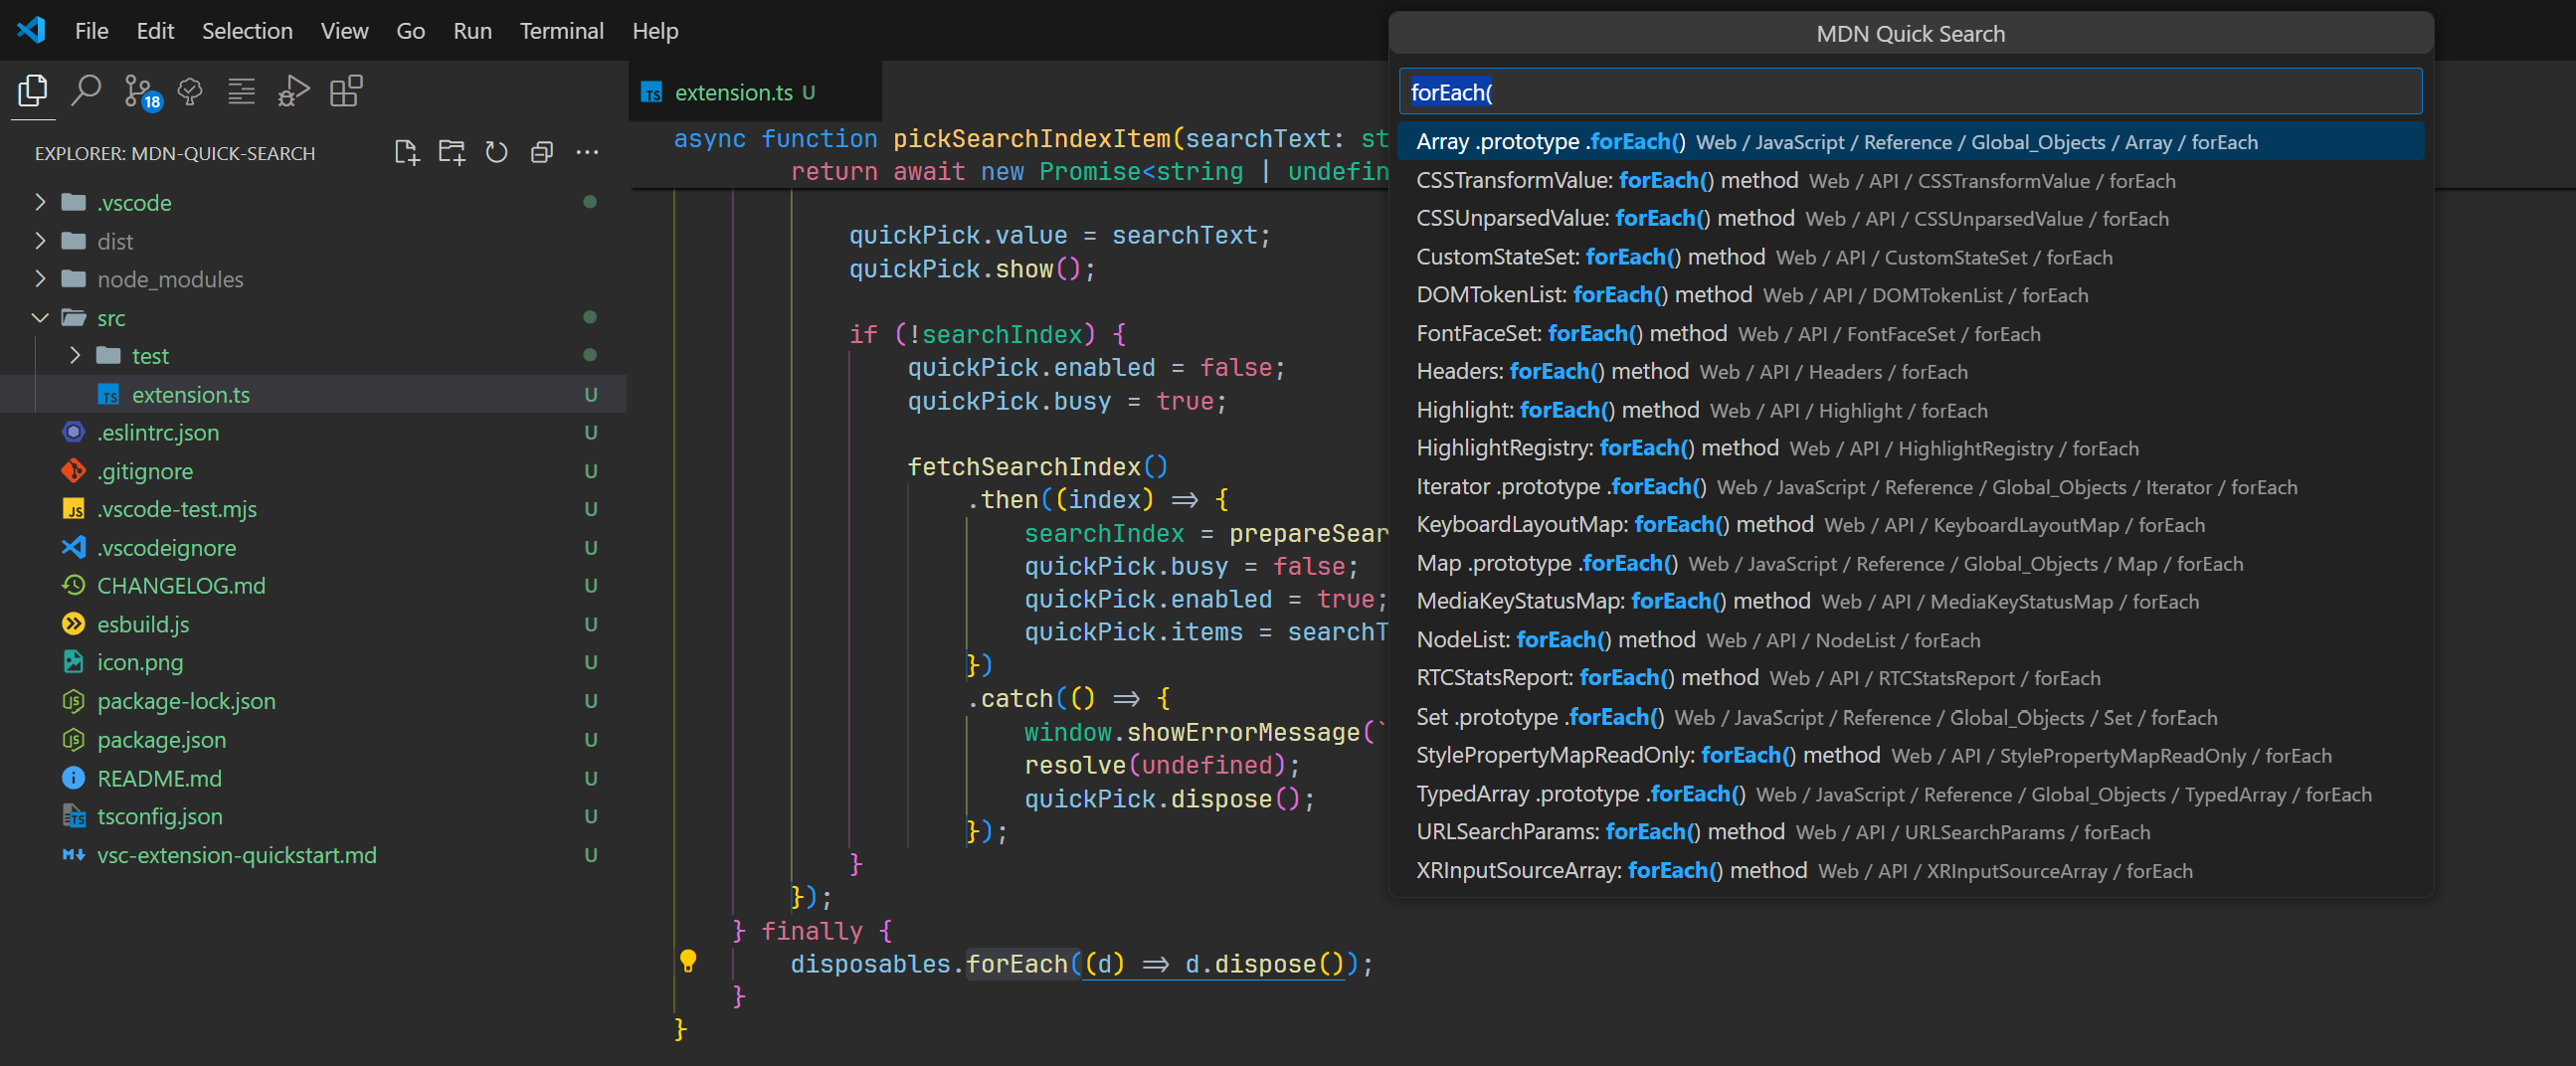 File Edit Selection View Go Run Terminal Help
18
EXPLORER: MDN-QUICK-SEARCH
.vscode
dist
node_modules
src
test
TS extension.ts U
.eslintrc.json U
.gitignore U
JS .vscode-test.mjs U
.vscodeignore U
CHANGELOG.md U
esbuild.js U
icon.png U
JS package-lock.json U
JS package.json U
README.md U
TS tsconfig.json U
M vsc-extension-quickstart.md U
TS extension.ts U
async function pickSearchIndexItem(searchText: st
return await new Promise<string | undefin
quickPick.value = searchText;
quickPick.show();
if (!searchIndex) {
quickPick.enabled = false;
quickPick.busy = true;
fetchSearchIndex()
.then((index) ⇒ {
searchIndex = prepareSear
quickPick.busy = false;
quickPick.enabled = true;
quickPick.items = searchT
})
.catch(() ⇒ {
window.showErrorMessage(`
resolve(undefined);
quickPick.dispose();
});
}
});
} finally {
disposables.forEach((d) ⇒ d.dispose());
}
}
MDN Quick Search
forEach(
Array .prototype .forEach() Web / JavaScript / Reference / Global_Objects / Array / forEach
CSSTransformValue: forEach() method Web / API / CSSTransformValue / forEach
CSSUnparsedValue: forEach() method Web / API / CSSUnparsedValue / forEach
CustomStateSet: forEach() method Web / API / CustomStateSet / forEach
DOMTokenList: forEach() method Web / API / DOMTokenList / forEach
FontFaceSet: forEach() method Web / API / FontFaceSet / forEach
Headers: forEach() method Web / API / Headers / forEach
Highlight: forEach() method Web / API / Highlight / forEach
HighlightRegistry: forEach() method Web / API / HighlightRegistry / forEach
Iterator .prototype .forEach() Web / JavaScript / Reference / Global_Objects / Iterator / forEach
KeyboardLayoutMap: forEach() method Web / API / KeyboardLayoutMap / forEach
Map .prototype .forEach() Web / JavaScript / Reference / Global_Objects / Map / forEach
MediaKeyStatusMap: forEach() method Web / API / MediaKeyStatusMap / forEach
NodeList: forEach() method Web / API / NodeList / forEach
RTCStatsReport: forEach() method Web / API / RTCStatsReport / forEach
Set .prototype .forEach() Web / JavaScript / Reference / Global_Objects / Set / forEach
StylePropertyMapReadOnly: forEach() method Web / API / StylePropertyMapReadOnly / forEach
TypedArray .prototype .forEach() Web / JavaScript / Reference / Global_Objects / TypedArray / forEach
URLSearchParams: forEach() method Web / API / URLSearchParams / forEach
XRInputSourceArray: forEach() method Web / API / XRInputSourceArray / forEach